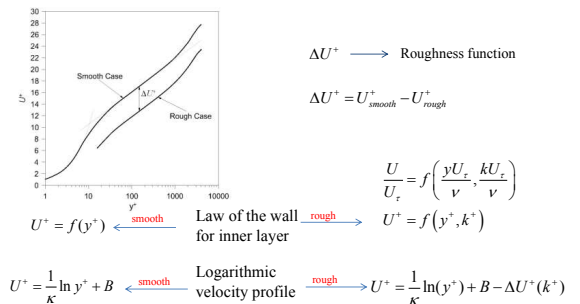 30
28
26
24
22
20
18
16
14
12
10
8
6
4
2
0
U⁺
Smooth Case
ΔU⁺
Rough Case
1 10 100 1000 10000
y⁺
ΔU⁺ → Roughness function
ΔU⁺ = U⁺smooth − U⁺rough
U/Uτ = f(yUτ/ν, kUτ/ν)
U⁺ = f(y⁺) smooth Law of the wall for inner layer rough U⁺ = f(y⁺, k⁺)
U⁺ = 1/κ ln y⁺ + B smooth Logarithmic velocity profile rough U⁺ = 1/κ ln(y⁺) + B − ΔU⁺(k⁺)